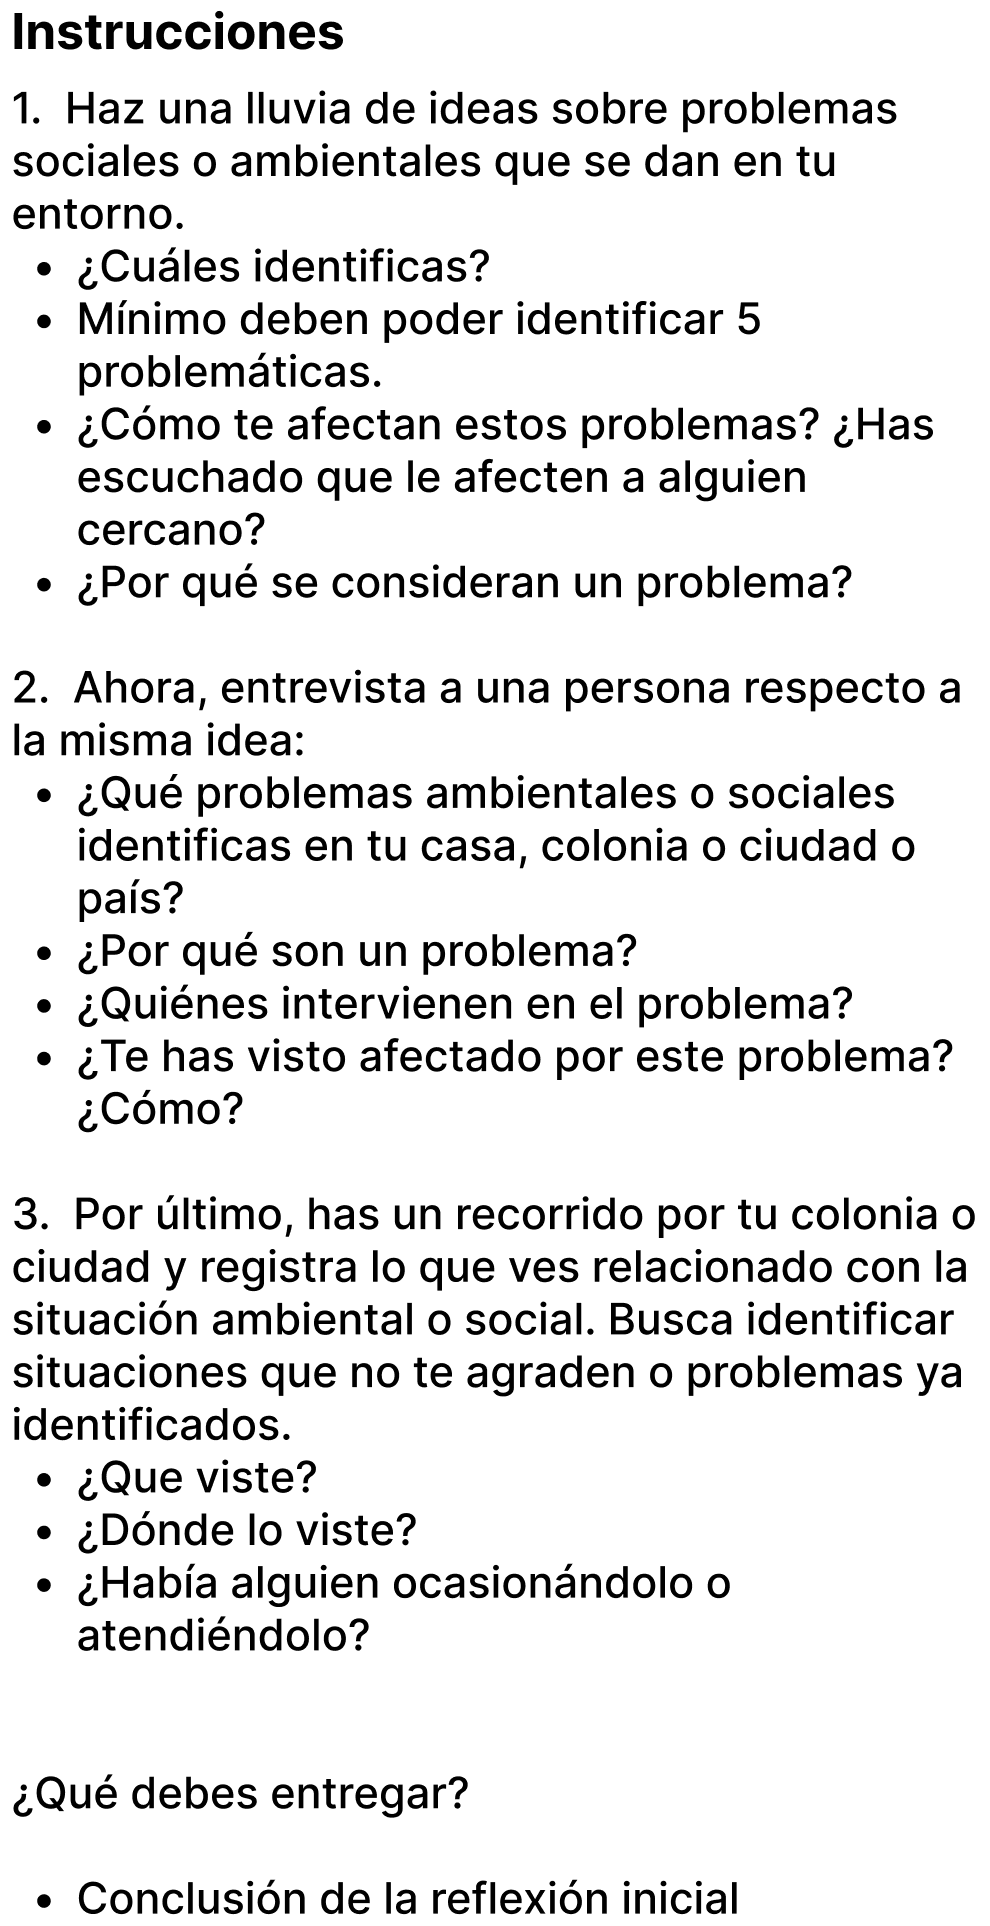 Instrucciones
1. Haz una lluvia de ideas sobre problemas
sociales o ambientales que se dan en tu
entorno.
• ¿Cuáles identificas?
• Mínimo deben poder identificar 5
problemáticas.
• ¿Cómo te afectan estos problemas? ¿Has
escuchado que le afecten a alguien
cercano?
• ¿Por qué se consideran un problema?
2. Ahora, entrevista a una persona respecto a
la misma idea:
• ¿Qué problemas ambientales o sociales
identificas en tu casa, colonia o ciudad o
país?
• ¿Por qué son un problema?
• ¿Quiénes intervienen en el problema?
• ¿Te has visto afectado por este problema?
¿Cómo?
3. Por último, has un recorrido por tu colonia o
ciudad y registra lo que ves relacionado con la
situación ambiental o social. Busca identificar
situaciones que no te agraden o problemas ya
identificados.
• ¿Que viste?
• ¿Dónde lo viste?
• ¿Había alguien ocasionándolo o
atendiéndolo?
¿Qué debes entregar?
• Conclusión de la reflexión inicial